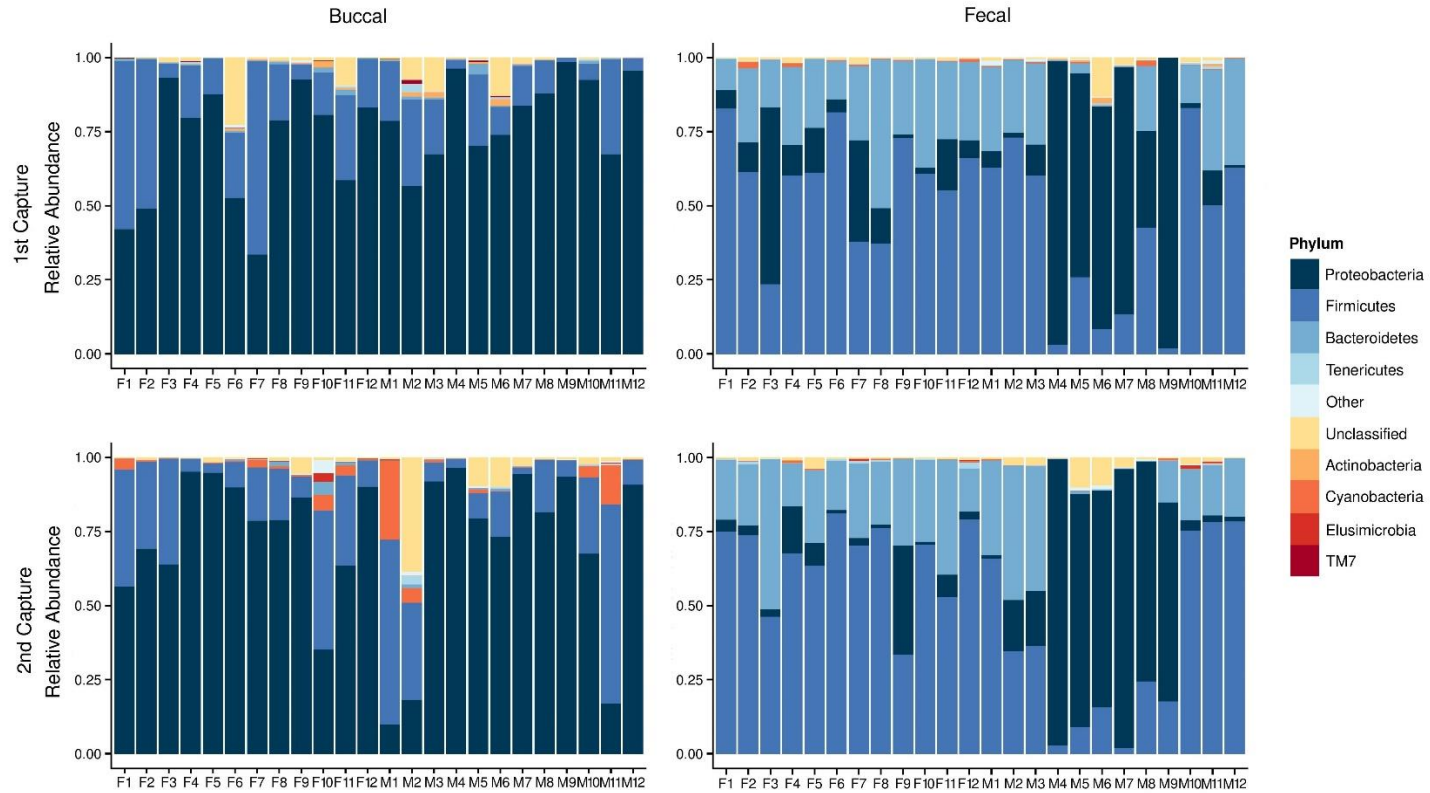 Buccal
Fecal
1st Capture
Relative Abundance
1.00
0.75
0.50
0.25
0.00
F1 F2 F3 F4 F5 F6 F7 F8 F9 F10 F11 F12 M1 M2 M3 M4 M5 M6 M7 M8 M9 M10 M11 M12
1.00
0.75
0.50
0.25
0.00
F1 F2 F3 F4 F5 F6 F7 F8 F9 F10 F11 F12 M1 M2 M3 M4 M5 M6 M7 M8 M9 M10 M11 M12
2nd Capture
Relative Abundance
1.00
0.75
0.50
0.25
0.00
F1 F2 F3 F4 F5 F6 F7 F8 F9 F10 F11 F12 M1 M2 M3 M4 M5 M6 M7 M8 M9 M10 M11 M12
1.00
0.75
0.50
0.25
0.00
F1 F2 F3 F4 F5 F6 F7 F8 F9 F10 F11 F12 M1 M2 M3 M4 M5 M6 M7 M8 M9 M10 M11 M12
Phylum
Proteobacteria
Firmicutes
Bacteroidetes
Tenericutes
Other
Unclassified
Actinobacteria
Cyanobacteria
Elusimicrobia
TM7